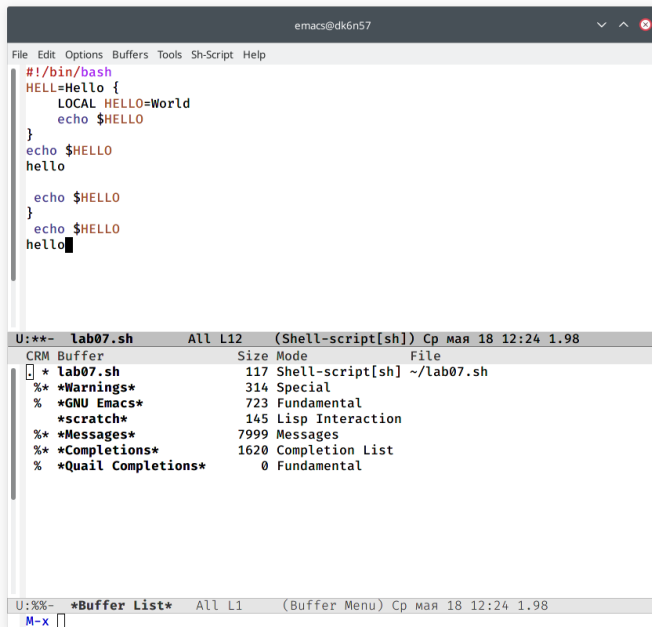 emacs@dk6n57
File Edit Options Buffers Tools Sh-Script Help
#!/bin/bash
HELL=Hello {
    LOCAL HELLO=World
    echo $HELLO
}
echo $HELLO
hello
 echo $HELLO
}
 echo $HELLO
hello
U:**-  lab07.sh       All L12    (Shell-script[sh]) Ср мая 18 12:24 1.98
CRM Buffer                Size Mode             File
. * lab07.sh               117 Shell-script[sh] ~/lab07.sh
 %* *Warnings*             314 Special
 %  *GNU Emacs*            723 Fundamental
    *scratch*              145 Lisp Interaction
 %* *Messages*            7999 Messages
 %* *Completions*         1620 Completion List
 %  *Quail Completions*      0 Fundamental
U:%%-  *Buffer List*   All L1     (Buffer Menu) Ср мая 18 12:24 1.98
M-x